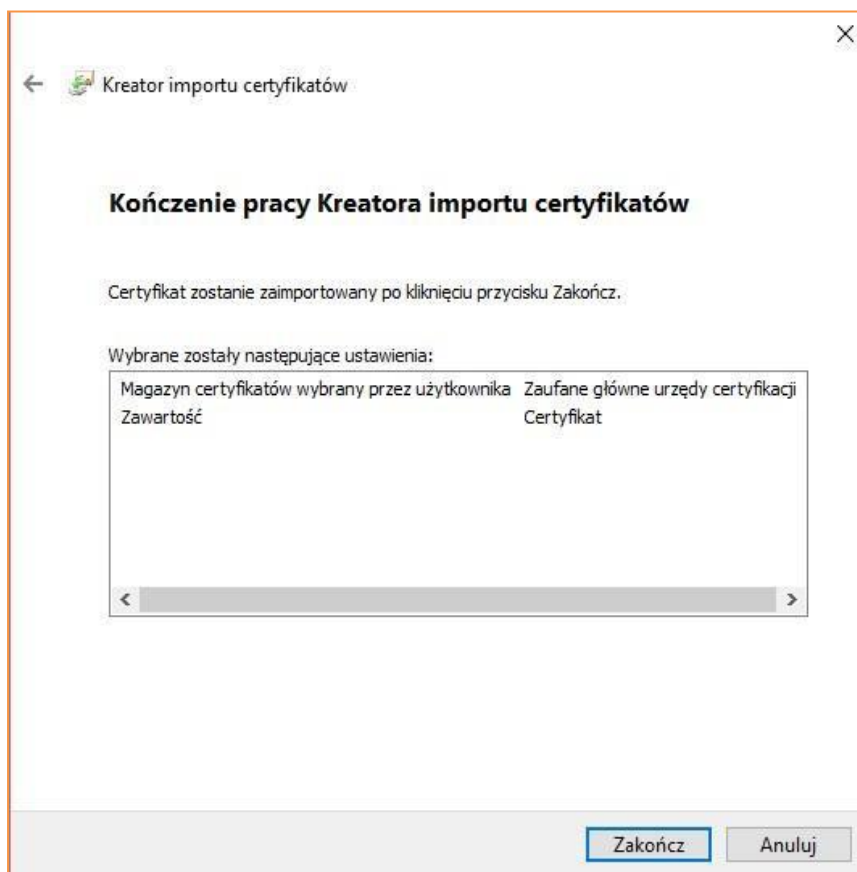 Kreator importu certyfikatów
Kończenie pracy Kreatora importu certyfikatów
Certyfikat zostanie zaimportowany po kliknięciu przycisku Zakończ.
Wybrane zostały następujące ustawienia:
Magazyn certyfikatów wybrany przez użytkownika Zaufane główne urzędy certyfikacji
Zawartość Certyfikat
Zakończ Anuluj